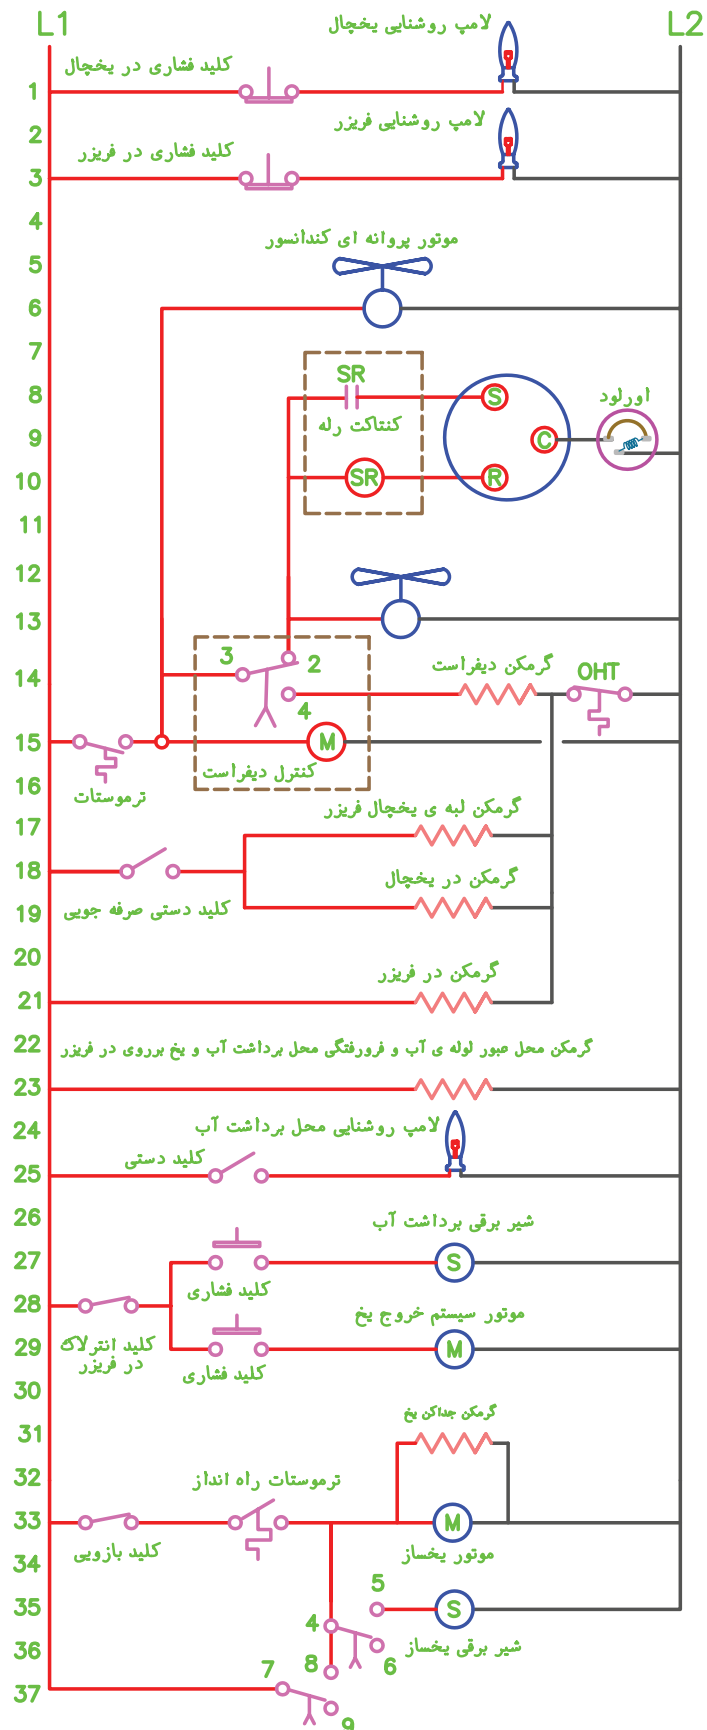 L1 L2
لامپ روشنایی یخچال
کلید فشاری در یخچال
1
لامپ روشنایی فریزر
2
کلید فشاری در فریزر
3
4
موتور پروانه ای کندانسور
5
6
7
SR
8
S
اورلود
کنتاکت رله
9
C
10
SR
R
11
12
13
3
2
گرمکن دیفراست
OHT
14
4
15
M
کنترل دیفراست
16
ترموستات
گرمکن لبه ی یخچال فریزر
17
18
گرمکن در یخچال
کلید دستی صرفه جویی
19
20
گرمکن در فریزر
21
22
گرمکن محل صبور لوله ی آب و فرورفتگی محل برداشت آب و یخ برروی در فریزر
23
24
لامپ روشنایی محل برداشت آب
کلید دستی
25
26
شیر برقی برداشت آب
27
S
کلید فشاری
28
موتور سیستم خروج یخ
29
کلید انترلاک
در فریزر
M
کلید فشاری
30
گرمکن جداکن یخ
31
32
ترموستات راه انداز
33
M
کلید بازویی
موتور یخساز
34
5
35
S
4
شیر برقی یخساز
36
8
6
7
37
9